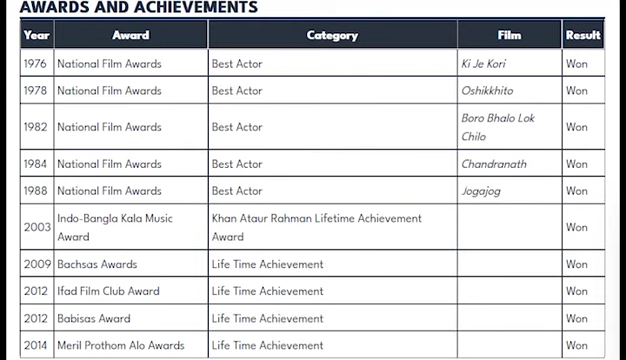 AWARDS AND ACHIEVEMENTS
Year Award Category Film Result
1976 National Film Awards Best Actor Ki Je Kori Won
1978 National Film Awards Best Actor Oshikkhito Won
1982 National Film Awards Best Actor Boro Bhalo Lok Chilo Won
1984 National Film Awards Best Actor Chandranath Won
1988 National Film Awards Best Actor Jogajog Won
2003 Indo-Bangla Kala Music Award Khan Ataur Rahman Lifetime Achievement Award Won
2009 Bachsas Awards Life Time Achievement Won
2012 Ifad Film Club Award Life Time Achievement Won
2012 Babisas Award Life Time Achievement Won
2014 Meril Prothom Alo Awards Life Time Achievement Won